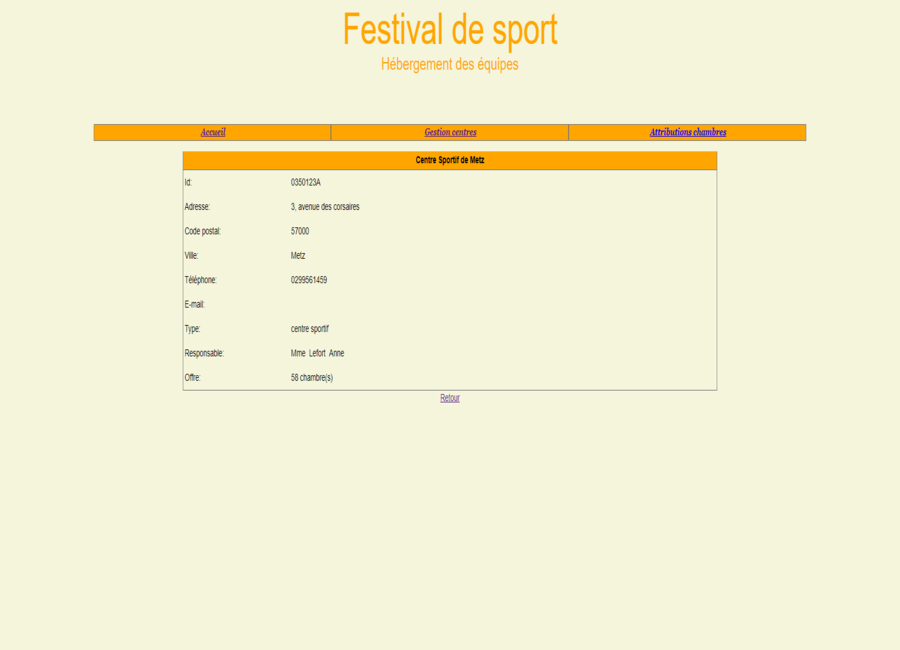 Festival de sport
Hébergement des équipes
Accueil Gestion centres Attributions chambres
Centre Sportif de Metz
Id: 0350123A
Adresse: 3, avenue des corsaires
Code postal: 57000
Ville: Metz
Téléphone: 0299561459
E-mail:
Type: centre sportif
Responsable: Mme Lefort Anne
Offre: 58 chambre(s)
Retour